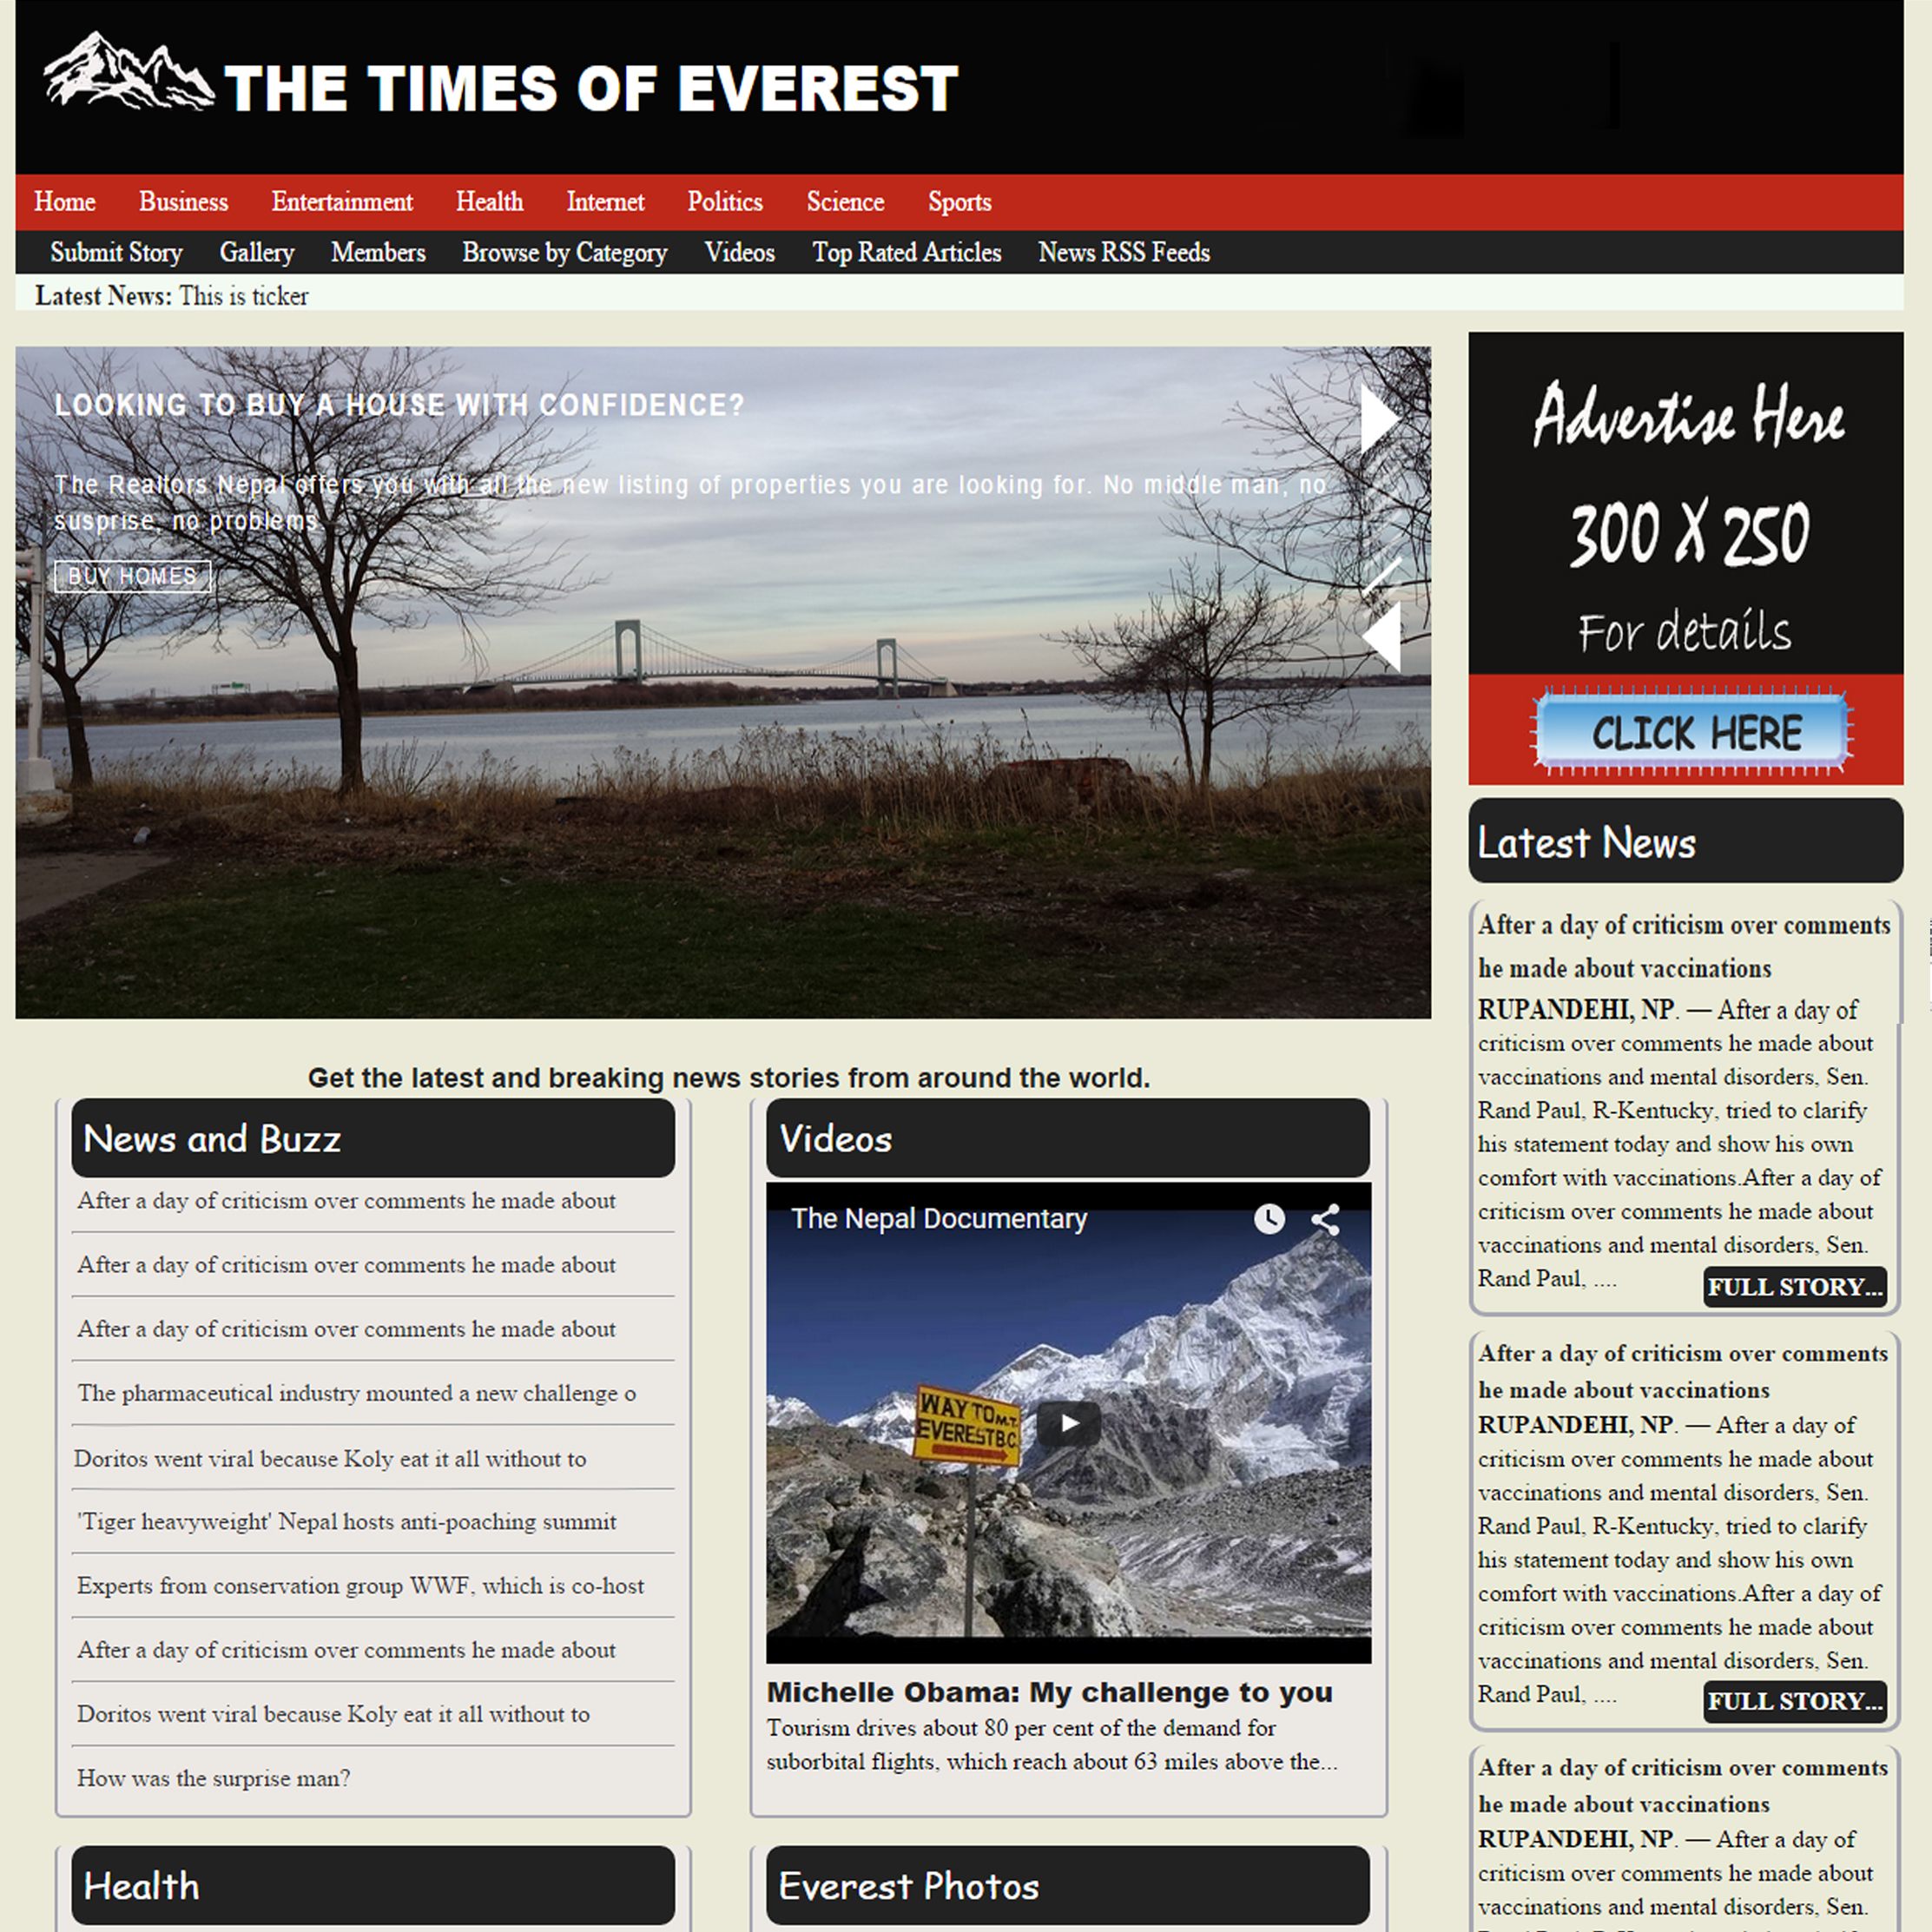 THE TIMES OF EVEREST
Home Business Entertainment Health Internet Politics Science Sports
Submit Story Gallery Members Browse by Category Videos Top Rated Articles News RSS Feeds
Latest News: This is ticker
LOOKING TO BUY A HOUSE WITH CONFIDENCE?
The Realtors Nepal offers you with all the new listing of properties you are looking for. No middle man, no
susprise, no problems.
BUY HOMES
Get the latest and breaking news stories from around the world.
News and Buzz
After a day of criticism over comments he made about
After a day of criticism over comments he made about
After a day of criticism over comments he made about
The pharmaceutical industry mounted a new challenge o
Doritos went viral because Koly eat it all without to
'Tiger heavyweight' Nepal hosts anti-poaching summit
Experts from conservation group WWF, which is co-host
After a day of criticism over comments he made about
Doritos went viral because Koly eat it all without to
How was the surprise man?
Videos
The Nepal Documentary
WAY TO M.T.
EVEREST B.C.
Michelle Obama: My challenge to you
Tourism drives about 80 per cent of the demand for
suborbital flights, which reach about 63 miles above the...
Health
Everest Photos
Advertise Here
300 X 250
For details
CLICK HERE
Latest News
After a day of criticism over comments
he made about vaccinations
RUPANDEHI, NP. — After a day of
criticism over comments he made about
vaccinations and mental disorders, Sen.
Rand Paul, R-Kentucky, tried to clarify
his statement today and show his own
comfort with vaccinations.After a day of
criticism over comments he made about
vaccinations and mental disorders, Sen.
Rand Paul, ....
FULL STORY...
After a day of criticism over comments
he made about vaccinations
RUPANDEHI, NP. — After a day of
criticism over comments he made about
vaccinations and mental disorders, Sen.
Rand Paul, R-Kentucky, tried to clarify
his statement today and show his own
comfort with vaccinations.After a day of
criticism over comments he made about
vaccinations and mental disorders, Sen.
Rand Paul, ....
FULL STORY...
After a day of criticism over comments
he made about vaccinations
RUPANDEHI, NP. — After a day of
criticism over comments he made about
vaccinations and mental disorders, Sen.